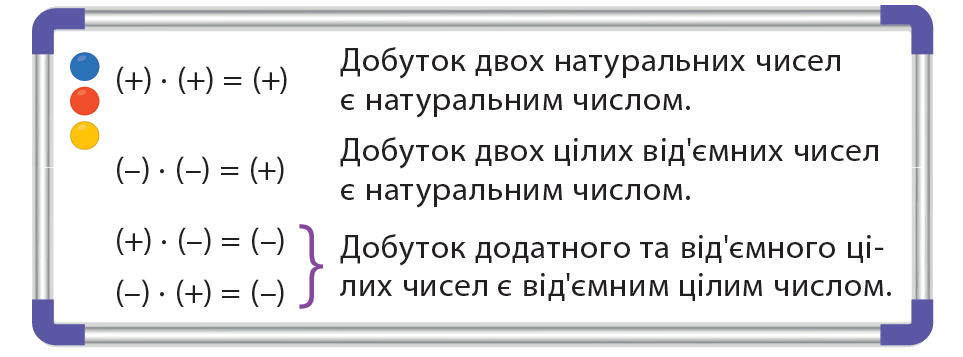 (+) · (+) = (+)
Добуток двох натуральних чисел
є натуральним числом.
(–) · (–) = (+)
Добуток двох цілих від'ємних чисел
є натуральним числом.
(+) · (–) = (–)
(–) · (+) = (–)
Добуток додатного та від'ємного ці-
лих чисел є від'ємним цілим числом.